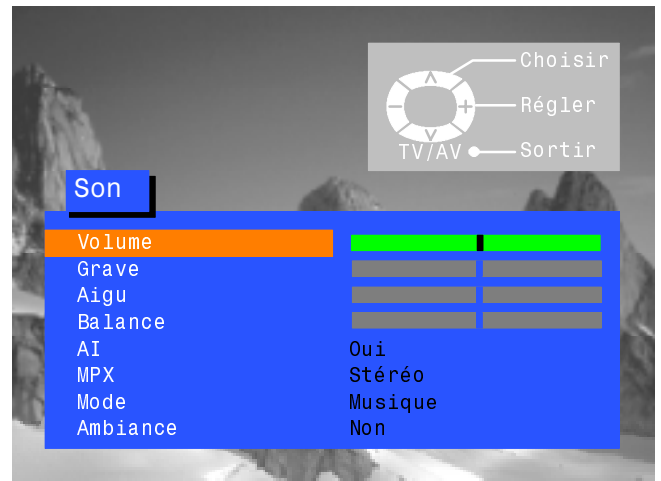 Choisir
Régler
TV/AV Sortir
Son
Volume
Grave
Aigu
Balance
AI Oui
MPX Stéréo
Mode Musique
Ambiance Non